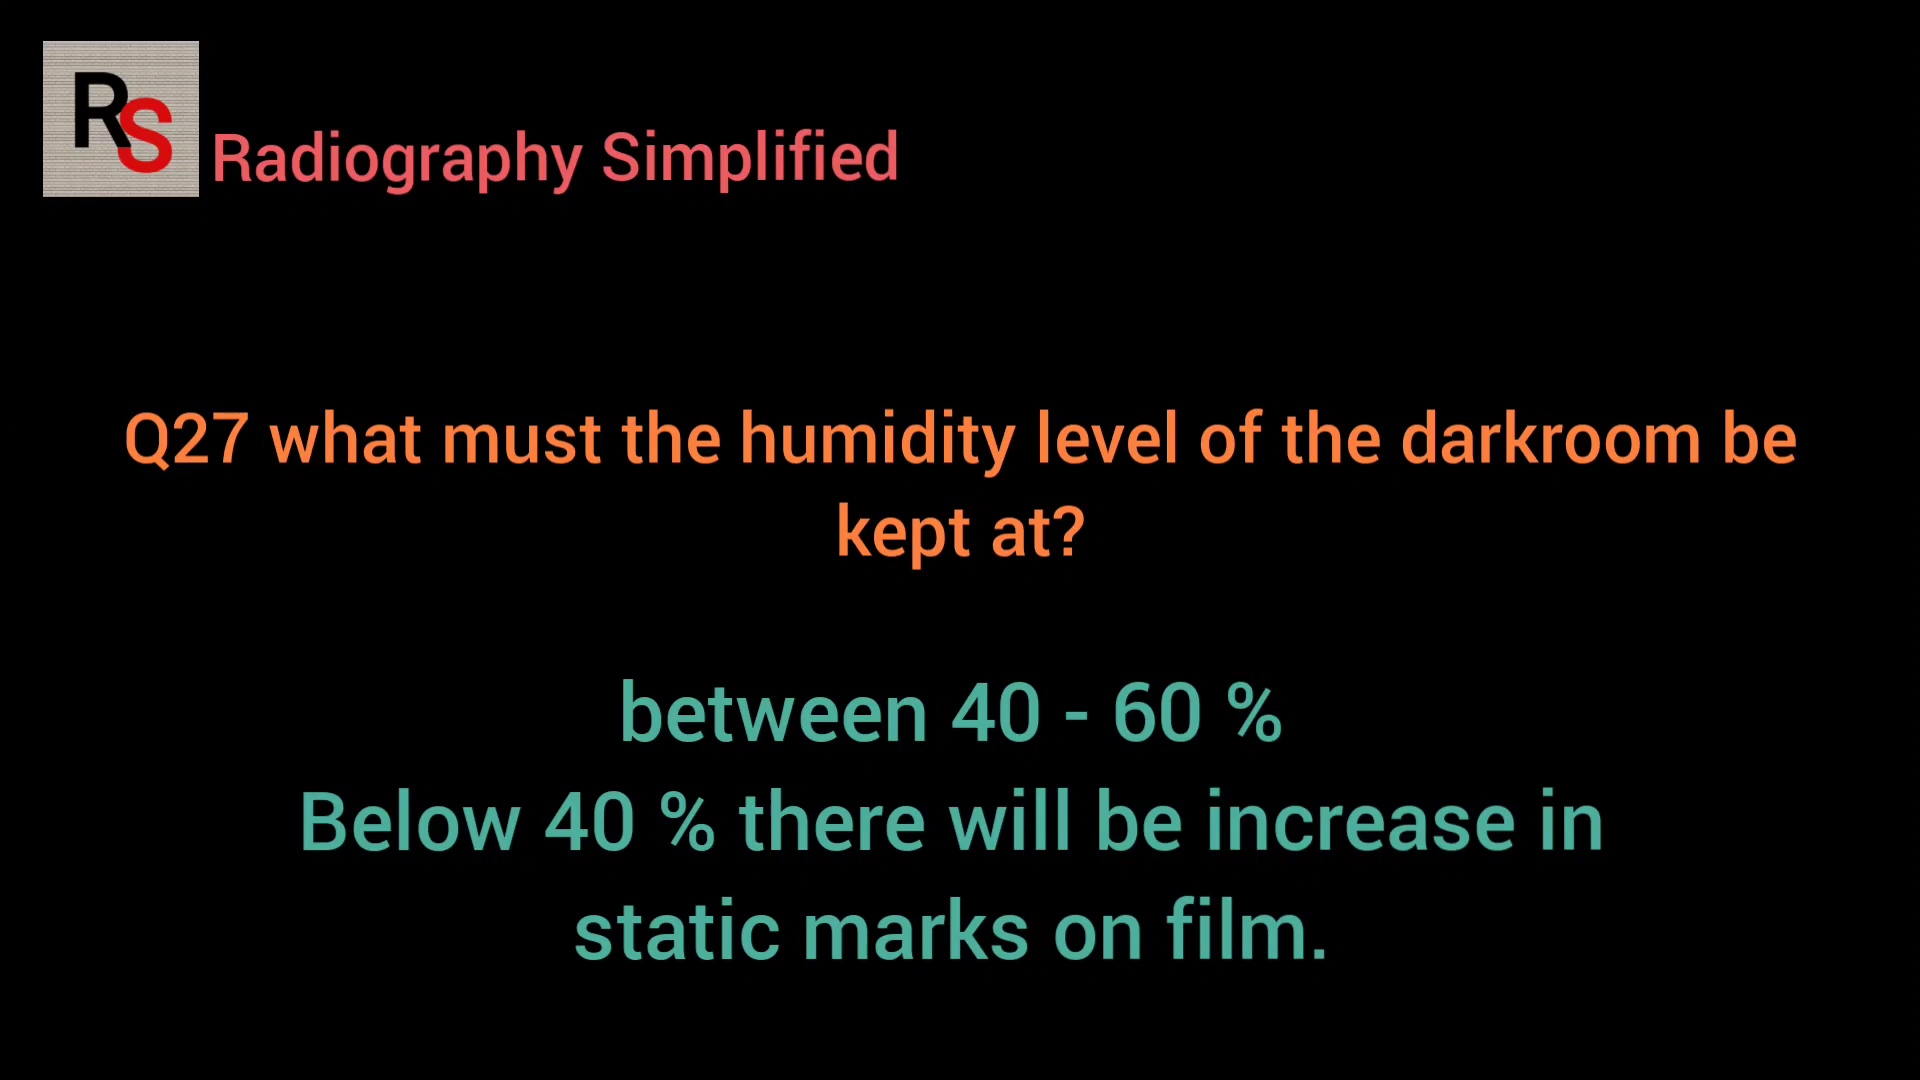 RS
Radiography Simplified
Q27 what must the humidity level of the darkroom be
kept at?
between 40 - 60 %
Below 40 % there will be increase in
static marks on film.